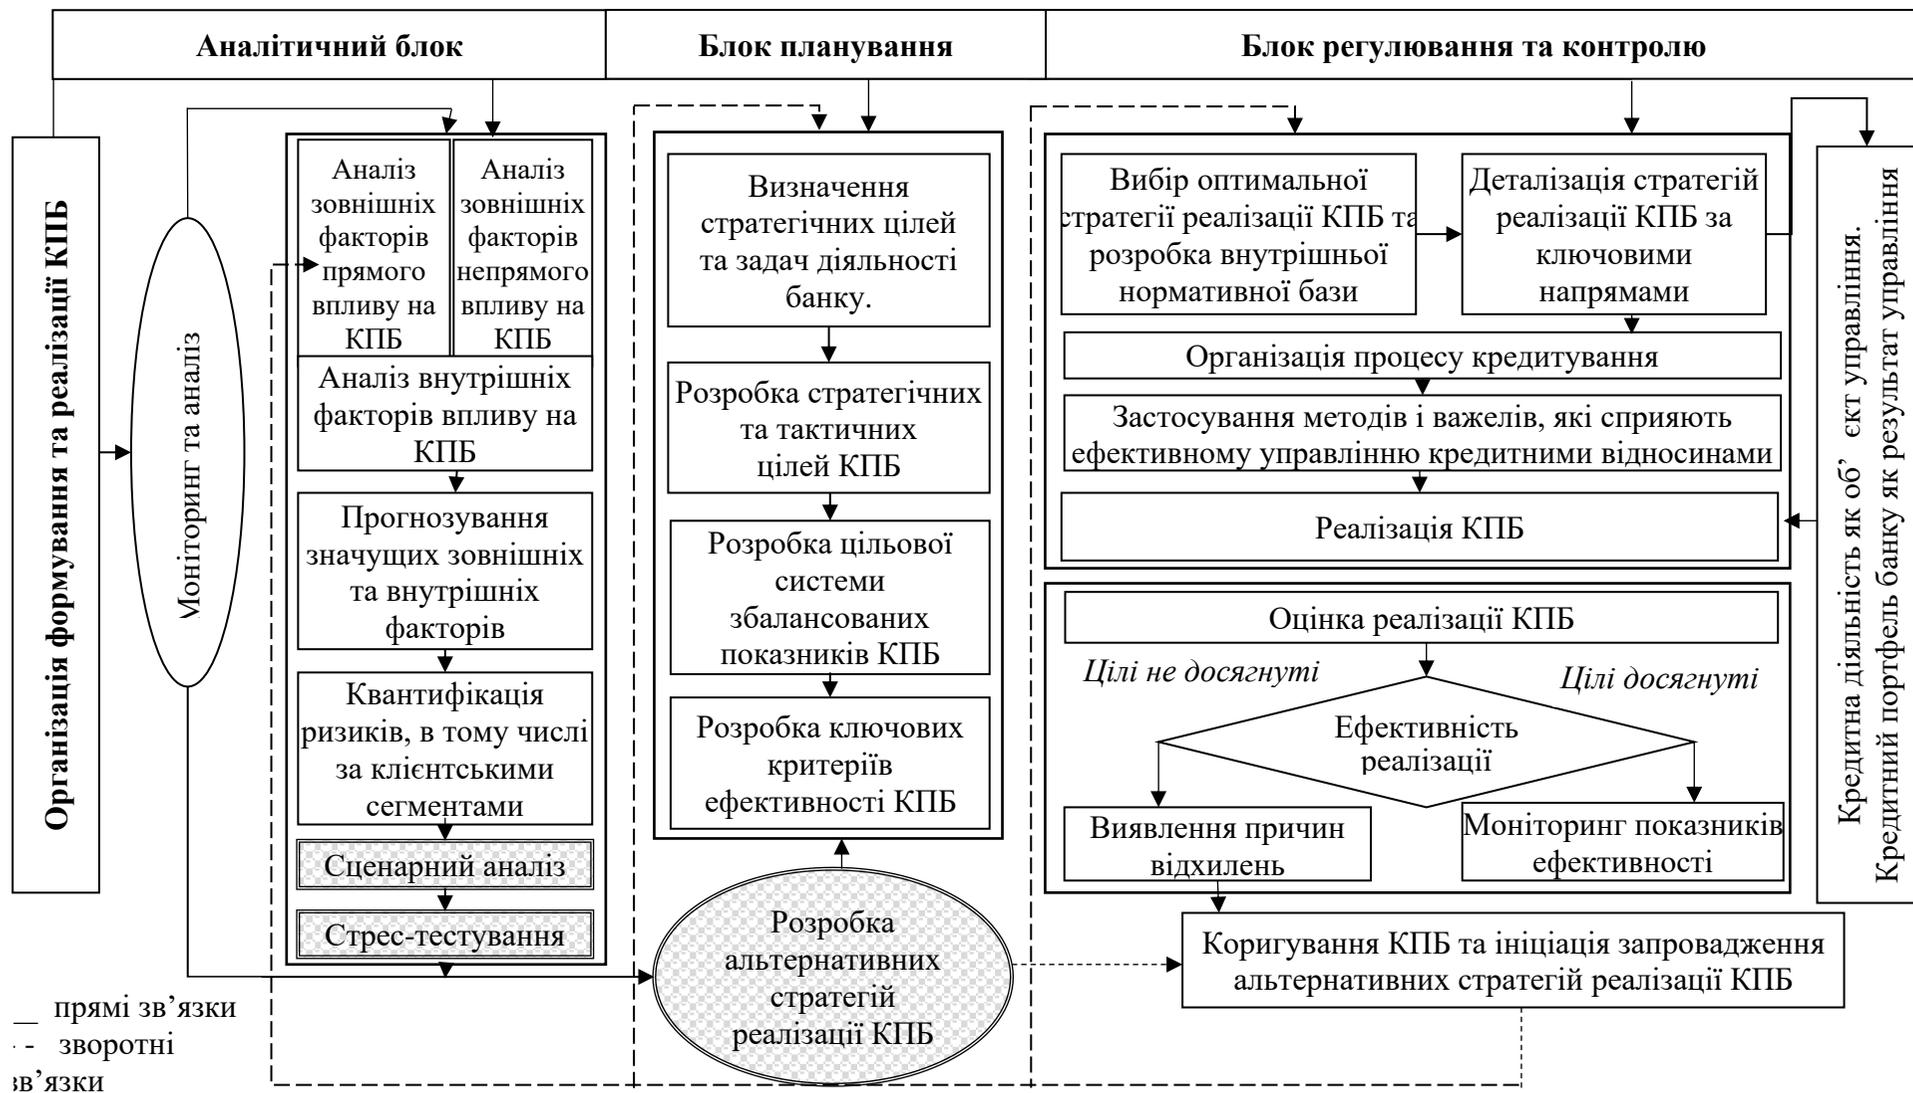 Аналітичний блок
Блок планування
Блок регулювання та контролю
Організація формування та реалізації КПБ
Моніторинг та аналіз
Аналіз
зовнішніх
факторів
прямого
впливу на
КПБ
Аналіз
зовнішніх
факторів
непрямого
впливу на
КПБ
Аналіз внутрішніх
факторів впливу на
КПБ
Прогнозування
значущих зовнішніх
та внутрішніх
факторів
Квантифікація
ризиків, в тому числі
за клієнтськими
сегментами
Сценарний аналіз
Стрес-тестування
Визначення
стратегічних цілей
та задач діяльності
банку.
Розробка стратегічних
та тактичних
цілей КПБ
Розробка цільової
системи
збалансованих
показників КПБ
Розробка ключових
критеріїв
ефективності КПБ
Розробка
альтернативних
стратегій
реалізації КПБ
Вибір оптимальної
стратегії реалізації КПБ та
розробка внутрішньої
нормативної бази
Деталізація стратегій
реалізації КПБ за
ключовими
напрямами
Організація процесу кредитування
Застосування методів і важелів, які сприяють
ефективному управлінню кредитними відносинами
Реалізація КПБ
Оцінка реалізації КПБ
Цілі не досягнуті
Цілі досягнуті
Ефективність
реалізації
Виявлення причин
відхилень
Моніторинг показників
ефективності
Коригування КПБ та ініціація запровадження
альтернативних стратегій реалізації КПБ
Кредитна діяльність як об’ єкт управління.
Кредитний портфель банку як результат управління
__ прямі зв’язки
- - зворотні
зв’язки